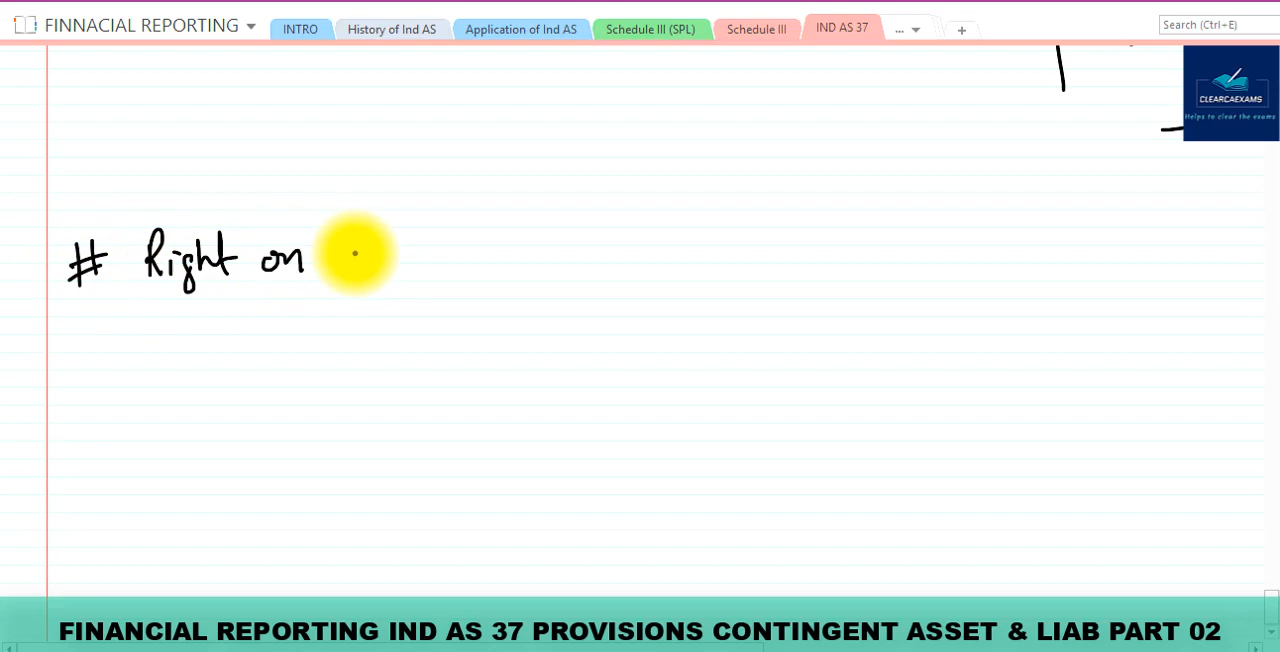 FINNACIAL REPORTING
INTRO
History of Ind AS
Application of Ind AS
Schedule III (SPL)
Schedule III
IND AS 37
...
+
Search (Ctrl+E)
CLEARCAEXAMS
Helps to clear the exams
# Right on
FINANCIAL REPORTING IND AS 37 PROVISIONS CONTINGENT ASSET & LIAB PART 02